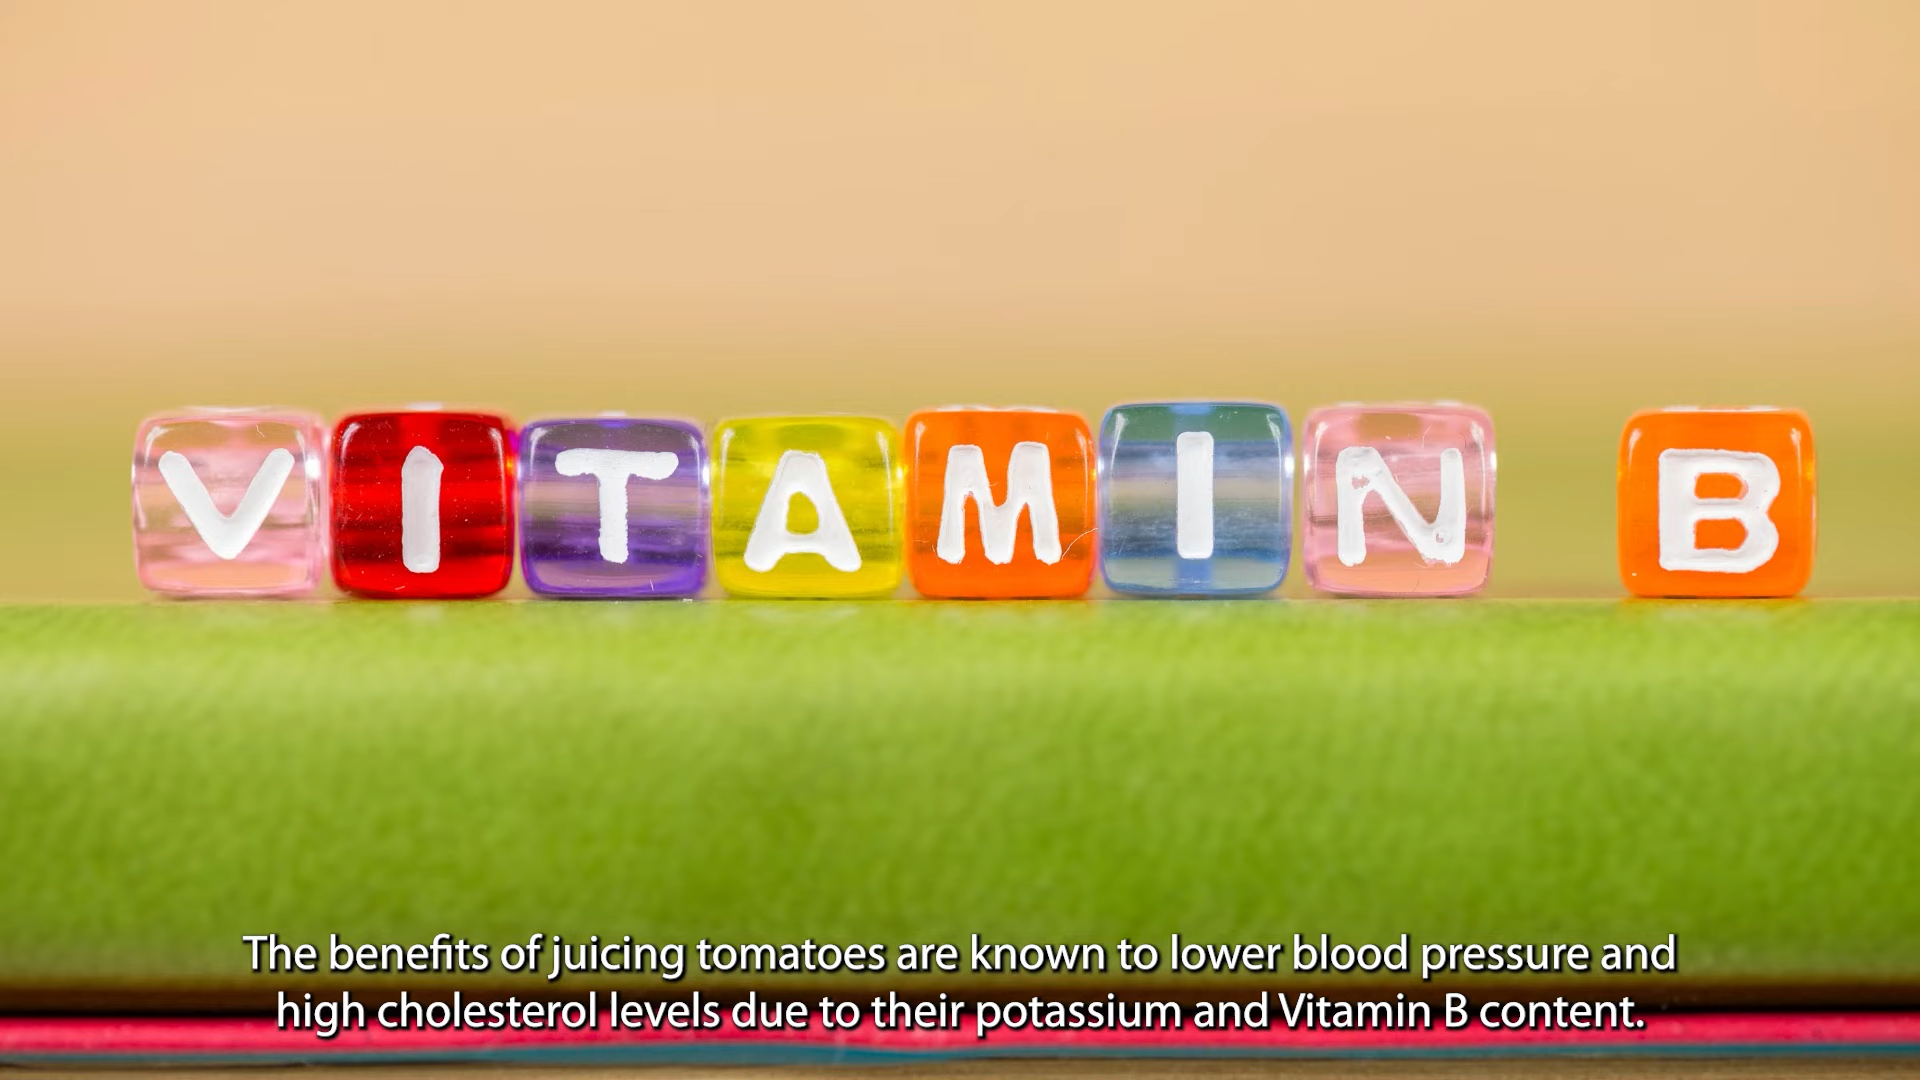 VITAMIN B
The benefits of juicing tomatoes are known to lower blood pressure and
high cholesterol levels due to their potassium and Vitamin B content.